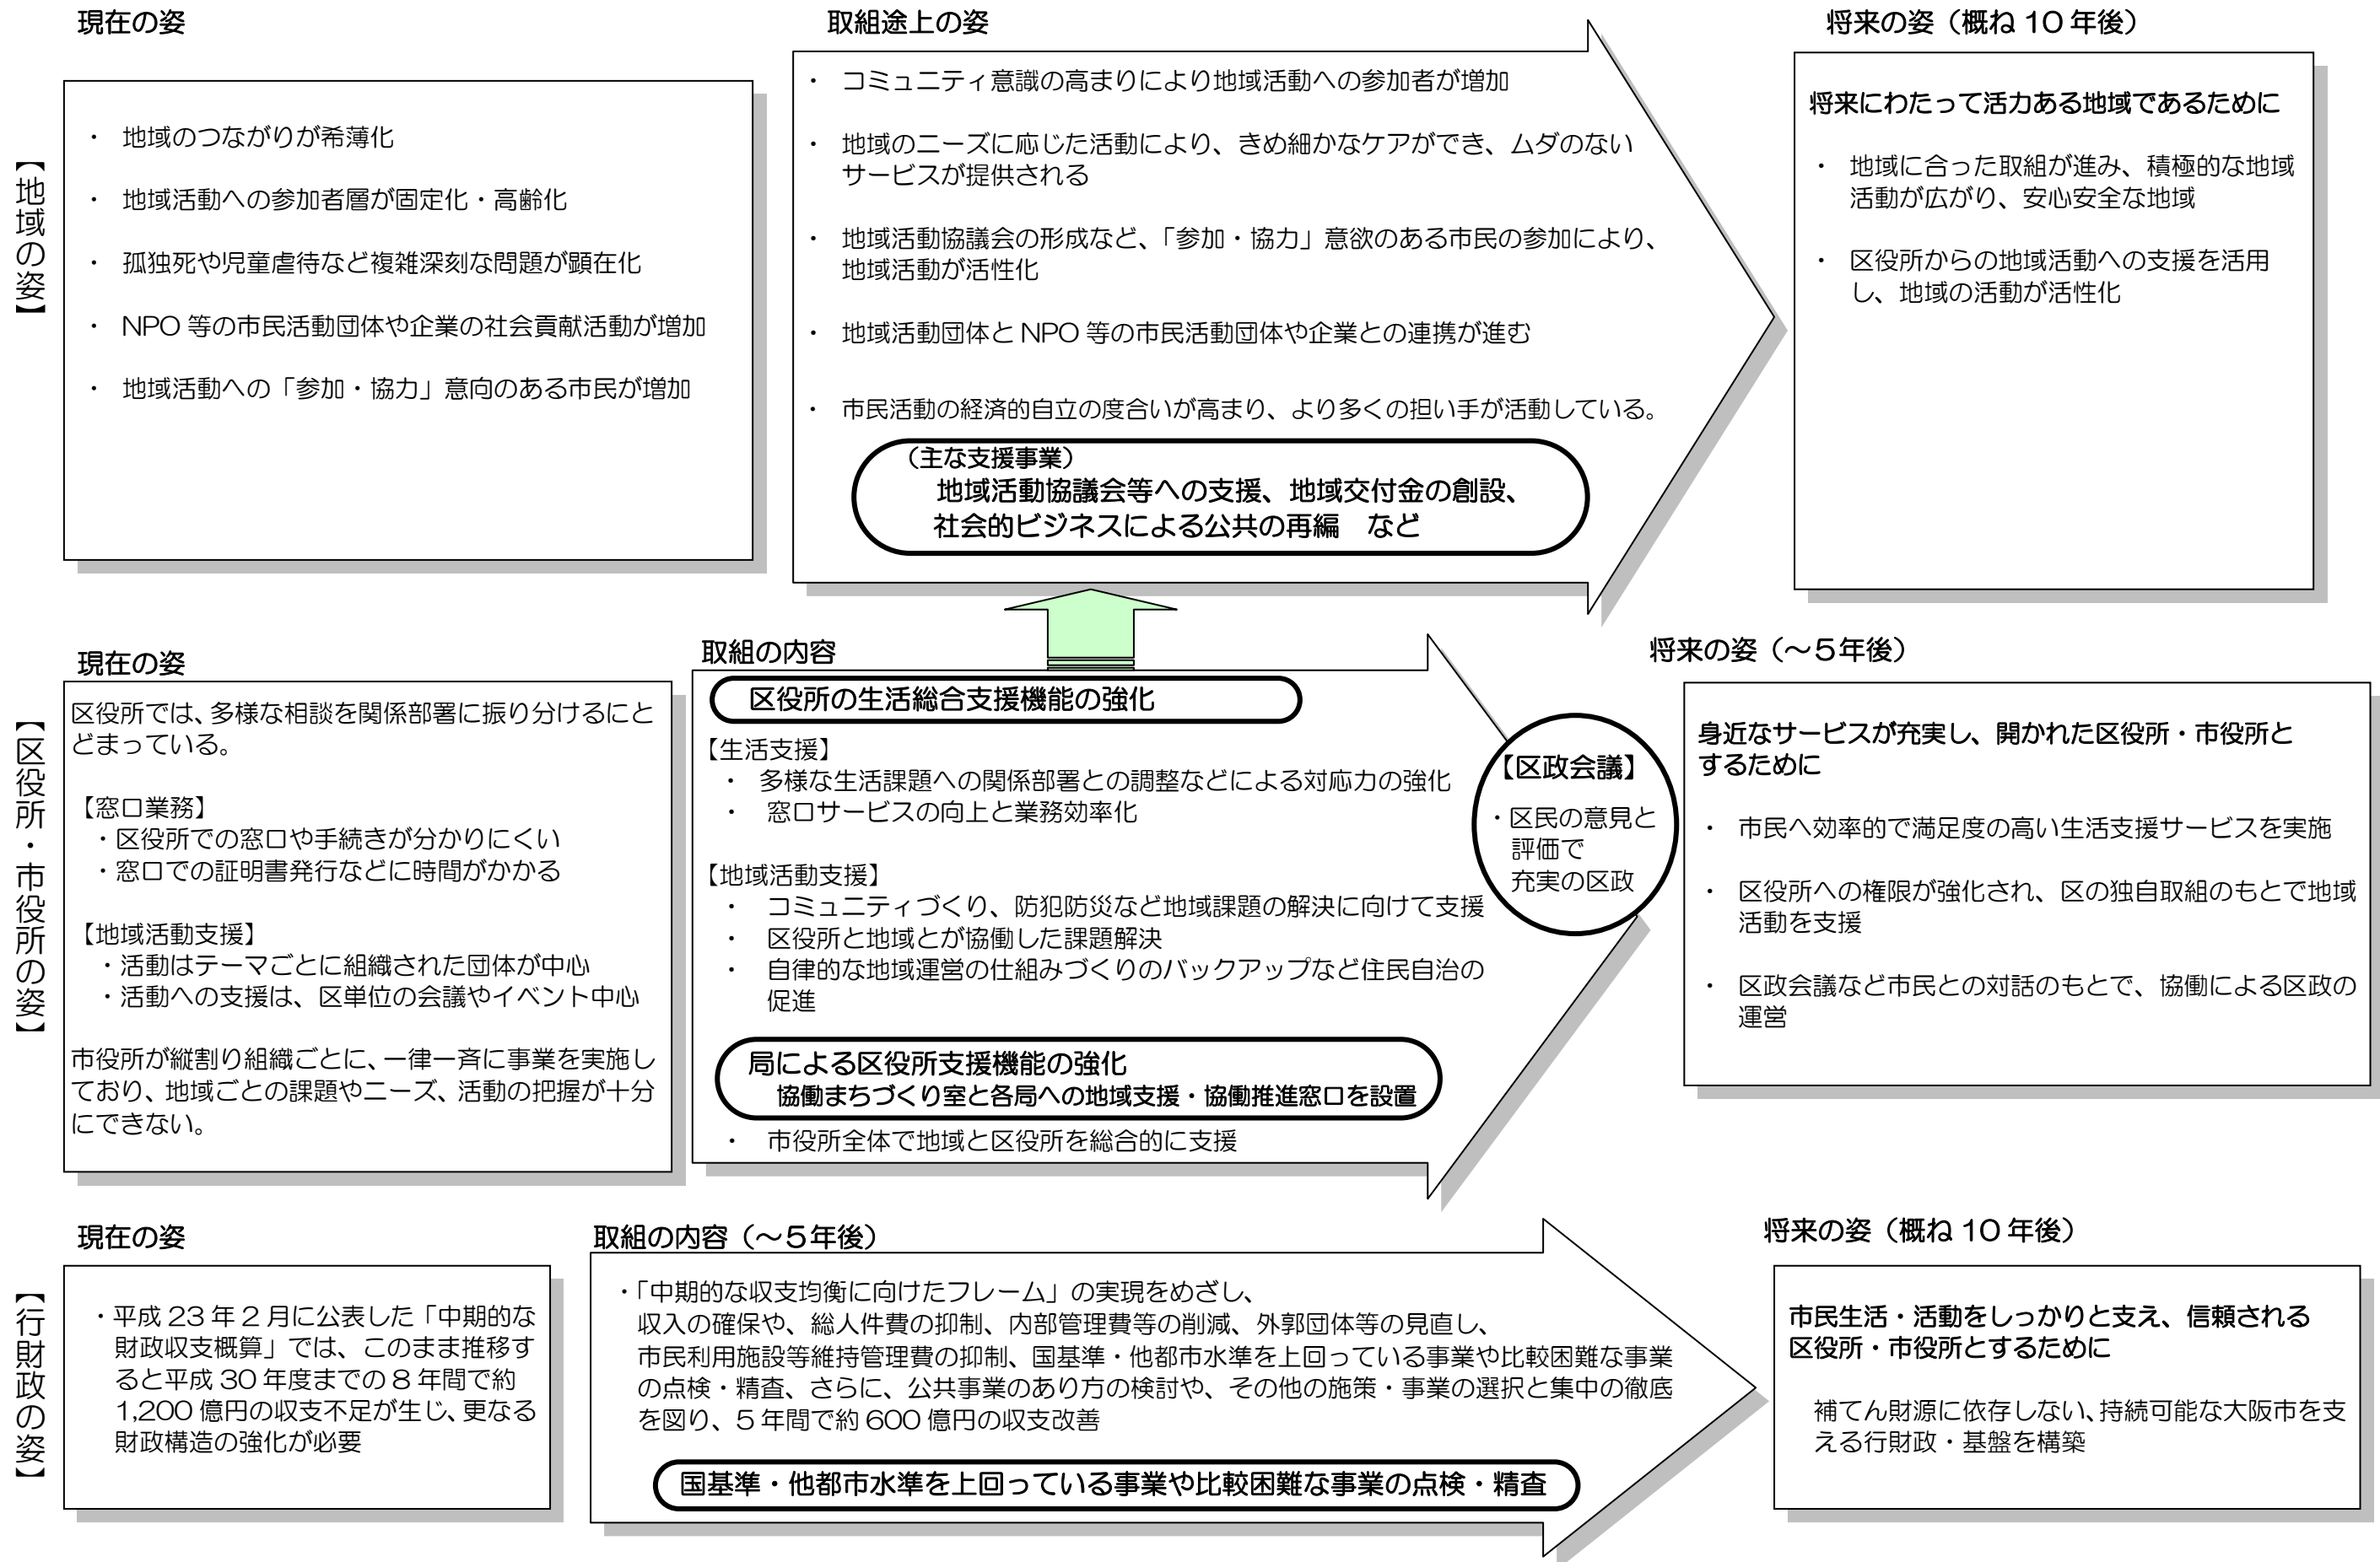 【地域の姿】
現在の姿
・ 地域のつながりが希薄化
・ 地域活動への参加者層が固定化・高齢化
・ 孤独死や児童虐待など複雑深刻な問題が顕在化
・ NPO 等の市民活動団体や企業の社会貢献活動が増加
・ 地域活動への「参加・協力」意向のある市民が増加
取組途上の姿
・ コミュニティ意識の高まりにより地域活動への参加者が増加
・ 地域のニーズに応じた活動により、きめ細かなケアができ、ムダのない
サービスが提供される
・ 地域活動協議会の形成など、「参加・協力」意欲のある市民の参加により、
地域活動が活性化
・ 地域活動団体と NPO 等の市民活動団体や企業との連携が進む
・ 市民活動の経済的自立の度合いが高まり、より多くの担い手が活動している。
（主な支援事業）
地域活動協議会等への支援、地域交付金の創設、
社会的ビジネスによる公共の再編　など
将来の姿（概ね 10 年後）
将来にわたって活力ある地域であるために
・ 地域に合った取組が進み、積極的な地域
活動が広がり、安心安全な地域
・ 区役所からの地域活動への支援を活用
し、地域の活動が活性化
【区役所・市役所の姿】
現在の姿
区役所では、多様な相談を関係部署に振り分けるにと
どまっている。
【窓口業務】
・区役所での窓口や手続きが分かりにくい
・窓口での証明書発行などに時間がかかる
【地域活動支援】
・活動はテーマごとに組織された団体が中心
・活動への支援は、区単位の会議やイベント中心
市役所が縦割り組織ごとに、一律一斉に事業を実施し
ており、地域ごとの課題やニーズ、活動の把握が十分
にできない。
取組の内容
区役所の生活総合支援機能の強化
【生活支援】
・ 多様な生活課題への関係部署との調整などによる対応力の強化
・ 窓口サービスの向上と業務効率化
【地域活動支援】
・ コミュニティづくり、防犯防災など地域課題の解決に向けて支援
・ 区役所と地域とが協働した課題解決
・ 自律的な地域運営の仕組みづくりのバックアップなど住民自治の
促進
局による区役所支援機能の強化
協働まちづくり室と各局への地域支援・協働推進窓口を設置
・ 市役所全体で地域と区役所を総合的に支援
【区政会議】
・区民の意見と
評価で
充実の区政
将来の姿（～５年後）
身近なサービスが充実し、開かれた区役所・市役所と
するために
・ 市民へ効率的で満足度の高い生活支援サービスを実施
・ 区役所への権限が強化され、区の独自取組のもとで地域
活動を支援
・ 区政会議など市民との対話のもとで、協働による区政の
運営
【行財政の姿】
現在の姿
・平成 23 年 2 月に公表した「中期的な
財政収支概算」では、このまま推移す
ると平成 30 年度までの 8 年間で約
1,200 億円の収支不足が生じ、更なる
財政構造の強化が必要
取組の内容（～５年後）
・「中期的な収支均衡に向けたフレーム」の実現をめざし、
収入の確保や、総人件費の抑制、内部管理費等の削減、外郭団体等の見直し、
市民利用施設等維持管理費の抑制、国基準・他都市水準を上回っている事業や比較困難な事業
の点検・精査、さらに、公共事業のあり方の検討や、その他の施策・事業の選択と集中の徹底
を図り、5 年間で約 600 億円の収支改善
国基準・他都市水準を上回っている事業や比較困難な事業の点検・精査
将来の姿（概ね 10 年後）
市民生活・活動をしっかりと支え、信頼される
区役所・市役所とするために
補てん財源に依存しない、持続可能な大阪市を支
える行財政・基盤を構築